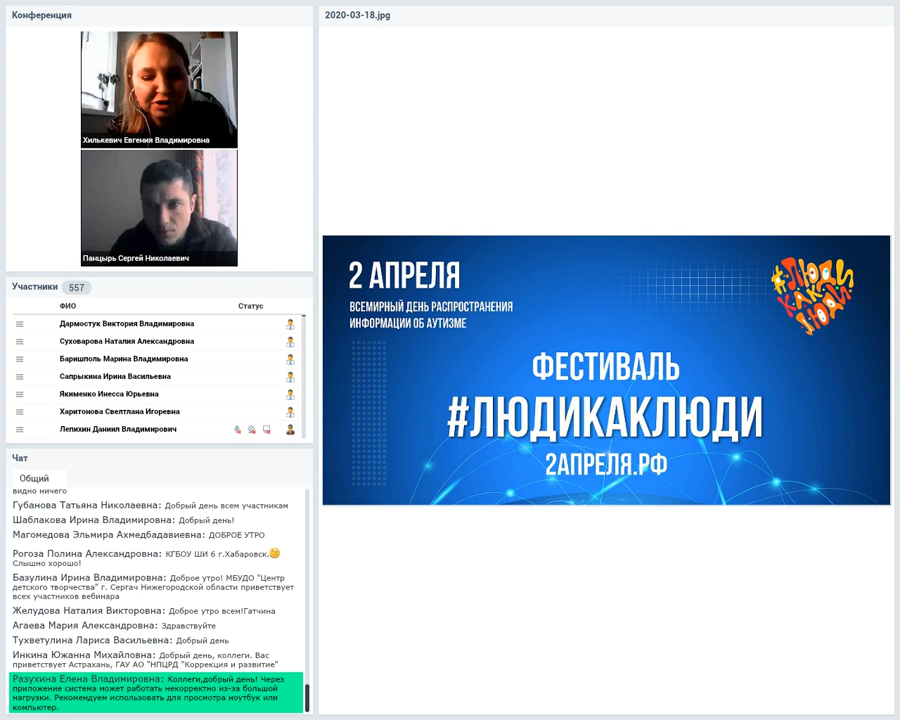 Конференция
Хилькевич Евгения Владимировна
Панцырь Сергей Николаевич
Участники 557
ФИО Статус
Дармостук Виктория Владимировна
Суховарова Наталия Александровна
Баришполь Марина Владимировна
Сапрыкина Ирина Васильевна
Якименко Инесса Юрьевна
Харитонова Свелтлана Игоревна
Лепихин Даниил Владимирович
Чат
Общий
видно ничего
Губанова Татьяна Николаевна: Добрый день всем участникам
Шаблакова Ирина Владимировна: Добрый день!
Магомедова Эльмира Ахмедбадавиевна: ДОБРОЕ УТРО
Рогоза Полина Александровна: КГБОУ ШИ 6 г.Хабаровск.
Слышно хорошо!
Базулина Ирина Владимировна: Доброе утро! МБУДО "Центр
детского творчества" г. Сергач Нижегородской области приветствует
всех участников вебинара
Желудова Наталия Викторовна: Доброе утро всем!Гатчина
Агаева Мария Александровна: Здравствуйте
Тухветулина Лариса Васильевна: Добрый день
Инкина Южанна Михайловна: Добрый день, коллеги. Вас
приветствует Астрахань, ГАУ АО "НПЦРД "Коррекция и развитие"
Разухина Елена Владимировна: Коллеги,добрый день! Через
приложение система может работать некорректно из-за большой
нагрузки. Рекомендуем использовать для просмотра ноутбук или
компьютер.
2020-03-18.jpg
2 АПРЕЛЯ
ВСЕМИРНЫЙ ДЕНЬ РАСПРОСТРАНЕНИЯ
ИНФОРМАЦИИ ОБ АУТИЗМЕ
#ЛЮДИ
КАК
ЛЮДИ
ФЕСТИВАЛЬ
#ЛЮДИКАКЛЮДИ
2АПРЕЛЯ.РФ